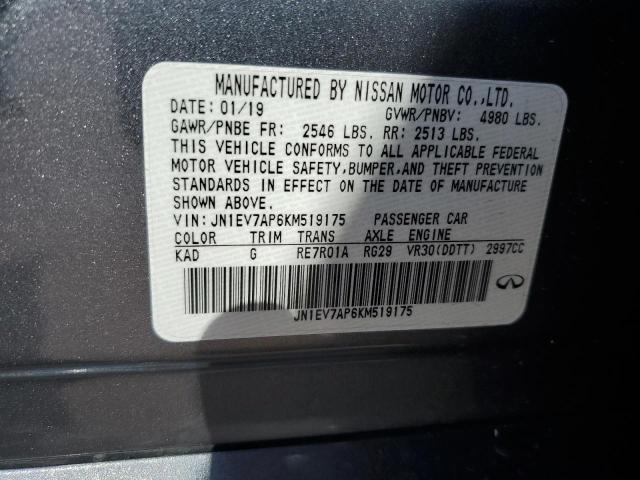 MANUFACTURED BY NISSAN MOTOR CO.,LTD.
DATE: 01/19 GVWR/PNBV: 4980 LBS.
GAWR/PNBE FR: 2546 LBS. RR: 2513 LBS.
THIS VEHICLE CONFORMS TO ALL APPLICABLE FEDERAL
MOTOR VEHICLE SAFETY,BUMPER,AND THEFT PREVENTION
STANDARDS IN EFFECT ON THE DATE OF MANUFACTURE
SHOWN ABOVE.
VIN:JN1EV7AP6KM519175 PASSENGER CAR
COLOR TRIM TRANS AXLE ENGINE
KAD G RE7R01A RG29 VR30(DDTT) 2997CC
JN1EV7AP6KM519175